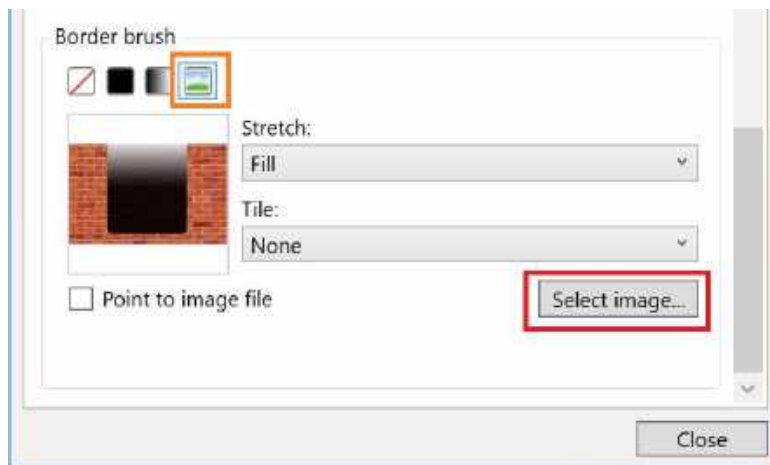 Border brush
Stretch:
Fill
Tile:
None
Point to image file
Select image...
Close